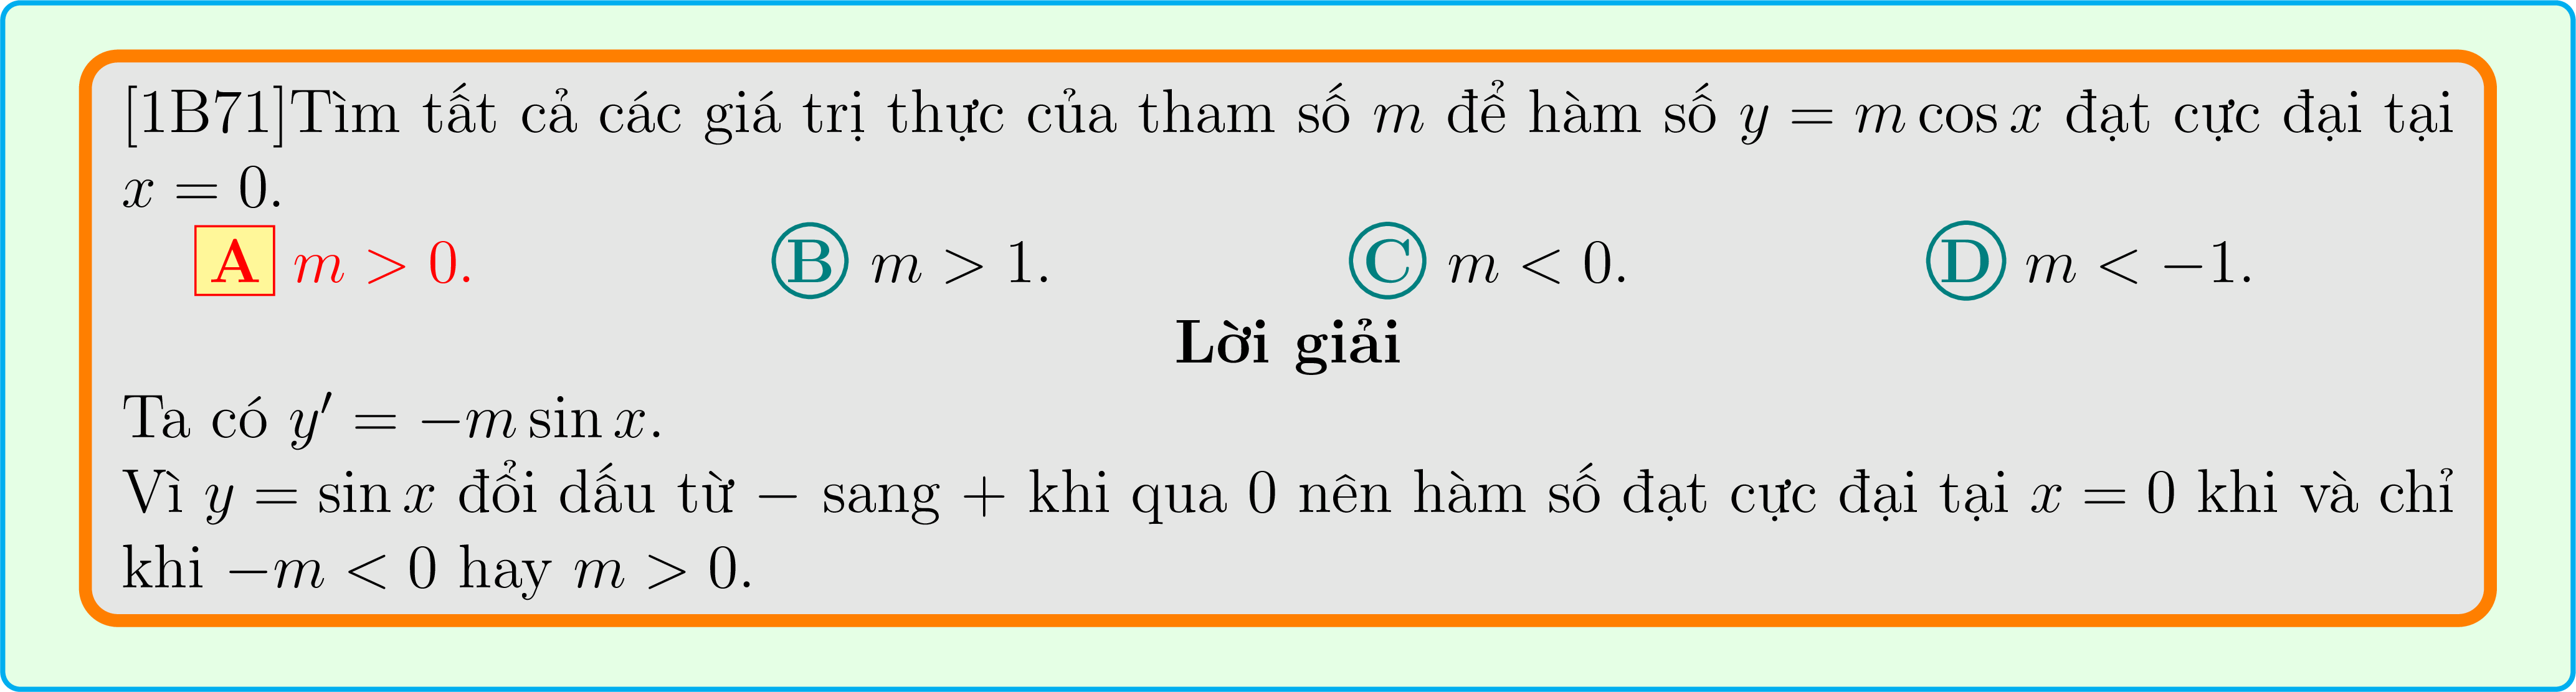 [1B71]Tìm tất cả các giá trị thực của tham số m để hàm số y = m cos x đạt cực đại tại
x = 0.
A m > 0. B m > 1. C m < 0. D m < −1.
Lời giải
Ta có y′ = −m sin x.
Vì y = sin x đổi dấu từ − sang + khi qua 0 nên hàm số đạt cực đại tại x = 0 khi và chỉ
khi −m < 0 hay m > 0.